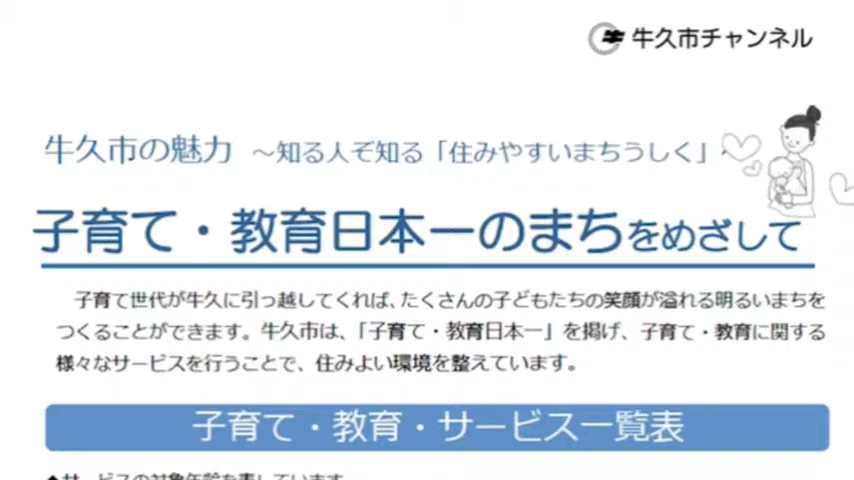 牛久市チャンネル
牛久市の魅力 ～知る人ぞ知る「住みやすいまちうしく」～
子育て・教育日本一のまちをめざして
子育て世代が牛久に引っ越してくれば、たくさんの子どもたちの笑顔が溢れる明るいまちを
つくることができます。牛久市は、「子育て・教育日本一」を掲げ、子育て・教育に関する
様々なサービスを行うことで、住みよい環境を整えています。
子育て・教育・サービス一覧表